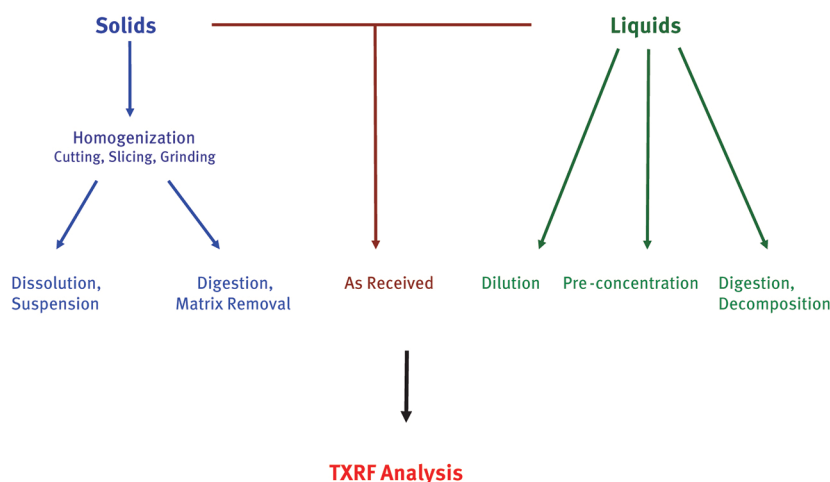 Solids
Liquids
Homogenization
Cutting, Slicing, Grinding
Dissolution,
Suspension
Digestion,
Matrix Removal
As Received
Dilution
Pre-concentration
Digestion,
Decomposition
TXRF Analysis